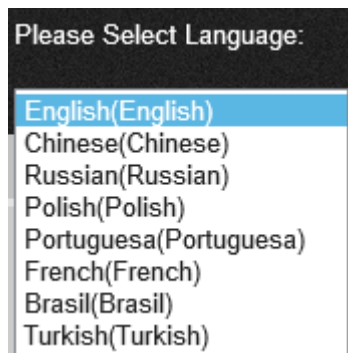 Please Select Language:
English(English)
Chinese(Chinese)
Russian(Russian)
Polish(Polish)
Portuguesa(Portuguesa)
French(French)
Brasil(Brasil)
Turkish(Turkish)